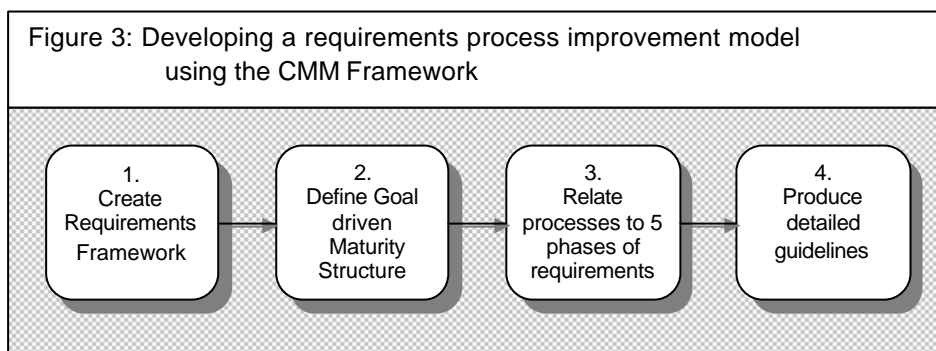 Figure 3: Developing a requirements process improvement model
using the CMM Framework
1.
Create
Requirements
Framework
2.
Define Goal
driven
Maturity
Structure
3.
Relate
processes to 5
phases of
requirements
4.
Produce
detailed
guidelines